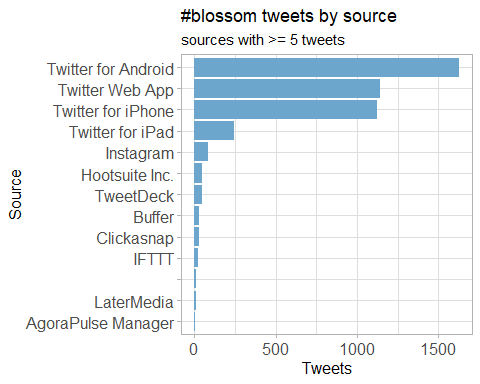 #blossom tweets by source
sources with >= 5 tweets
Source
Twitter for Android
Twitter Web App
Twitter for iPhone
Twitter for iPad
Instagram
Hootsuite Inc.
TweetDeck
Buffer
Clickasnap
IFTTT
LaterMedia
AgoraPulse Manager
0 500 1000 1500
Tweets